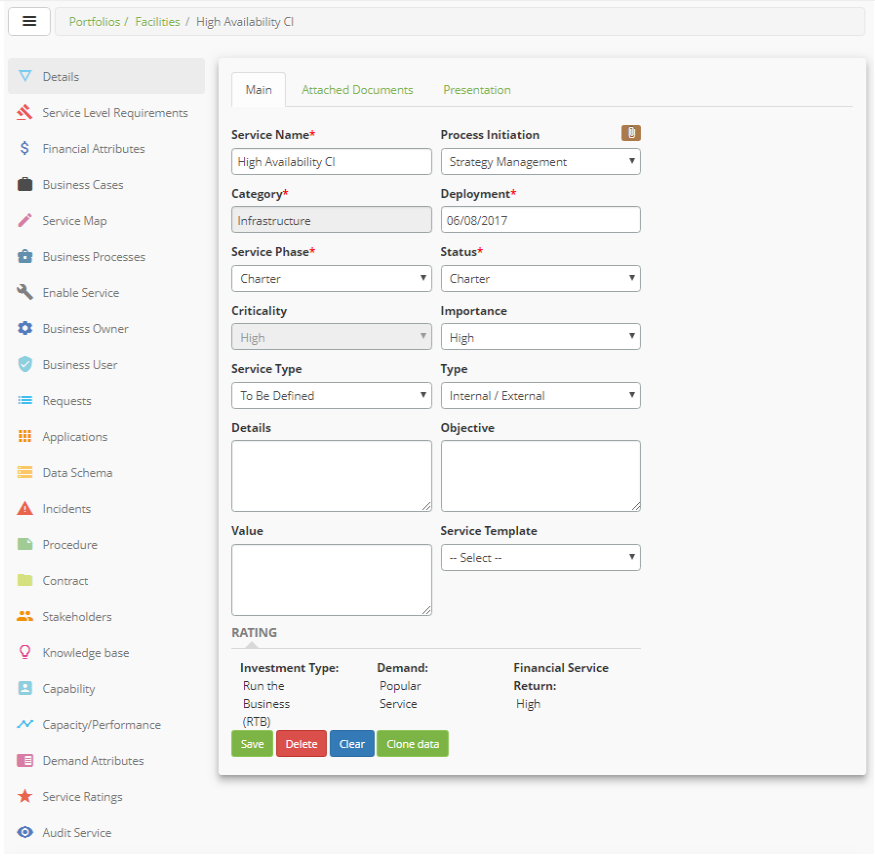 Portfolios / Facilities / High Availability CI
Details
Service Level Requirements
Financial Attributes
Business Cases
Service Map
Business Processes
Enable Service
Business Owner
Business User
Requests
Applications
Data Schema
Incidents
Procedure
Contract
Stakeholders
Knowledge base
Capability
Capacity/Performance
Demand Attributes
Service Ratings
Audit Service
Main Attached Documents Presentation
Service Name* Process Initiation
High Availability CI Strategy Management
Category* Deployment*
Infrastructure 06/08/2017
Service Phase* Status*
Charter Charter
Criticality Importance
High High
Service Type Type
To Be Defined Internal / External
Details Objective
Value Service Template
-- Select --
RATING
Investment Type: Demand: Financial Service
Run the Popular Return:
Business Service High
(RTB)
Save Delete Clear Clone data